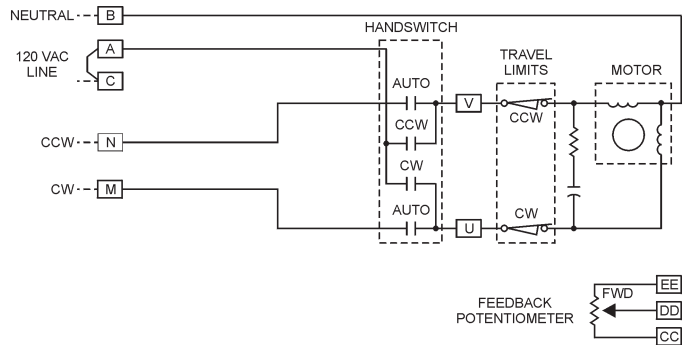 NEUTRAL
B
HANDSWITCH
120 VAC
LINE
A
C
TRAVEL
LIMITS
MOTOR
AUTO
V
CCW
CCW
CCW
N
CW
CW
M
AUTO
U
CW
FEEDBACK
POTENTIOMETER
FWD
EE
DD
CC